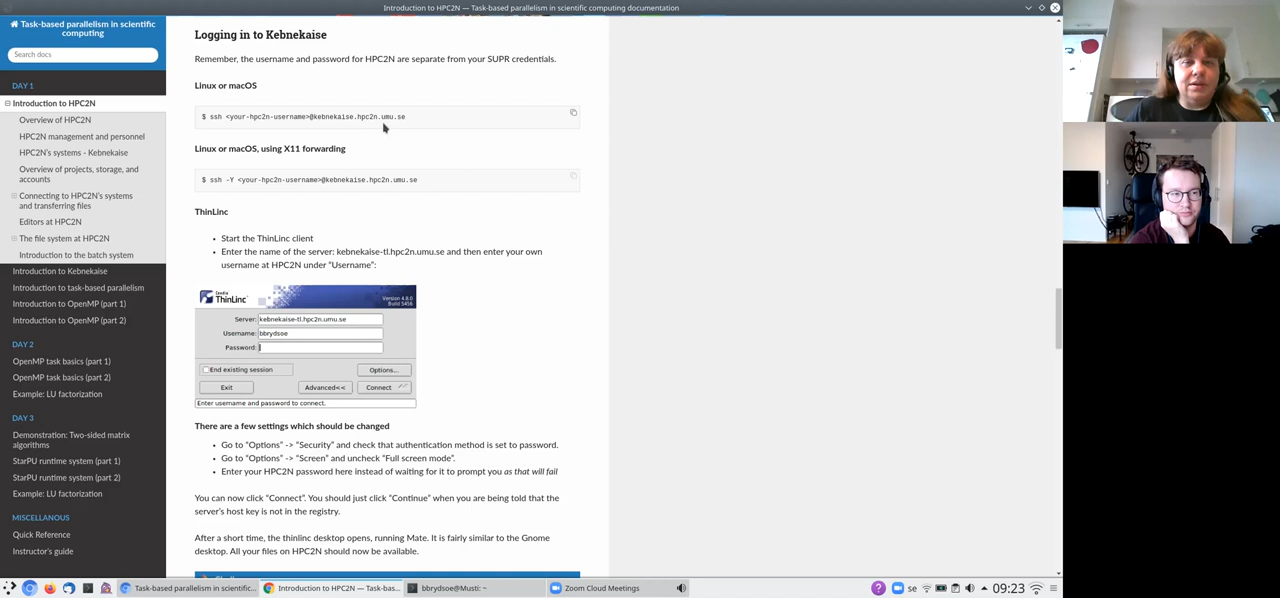 Introduction to HPC2N — Task-based parallelism in scientific computing documentation
Task-based parallelism in scientific
computing
Search docs
DAY 1
Introduction to HPC2N
Overview of HPC2N
HPC2N management and personnel
HPC2N's systems - Kebnekaise
Overview of projects, storage, and
accounts
Connecting to HPC2N's systems
and transferring files
Editors at HPC2N
The file system at HPC2N
Introduction to the batch system
Introduction to Kebnekaise
Introduction to task-based parallelism
Introduction to OpenMP (part 1)
Introduction to OpenMP (part 2)
DAY 2
OpenMP task basics (part 1)
OpenMP task basics (part 2)
Example: LU factorization
DAY 3
Demonstration: Two-sided matrix
algorithms
StarPU runtime system (part 1)
StarPU runtime system (part 2)
Example: LU factorization
MISCELLANEOUS
Quick Reference
Instructor's guide
Logging in to Kebnekaise
Remember, the username and password for HPC2N are separate from your SUPR credentials.
Linux or macOS
$ ssh <your-hpc2n-username>@kebnekaise.hpc2n.umu.se
Linux or macOS, using X11 forwarding
$ ssh -Y <your-hpc2n-username>@kebnekaise.hpc2n.umu.se
ThinLinc
• Start the ThinLinc client
• Enter the name of the server: kebnekaise-tl.hpc2n.umu.se and then enter your own
username at HPC2N under “Username”:
ThinLinc
Version 4.8.0
Build 5456
Server: kebnekaise-tl.hpc2n.umu.se
Username: bbrydsoe
Password:
End existing session
Options...
Exit
Advanced<<
Connect
Enter username and password to connect.
There are a few settings which should be changed
• Go to “Options” -> “Security” and check that authentication method is set to password.
• Go to “Options” -> “Screen” and uncheck “Full screen mode”.
• Enter your HPC2N password here instead of waiting for it to prompt you as that will fail
You can now click “Connect”. You should just click “Continue” when you are being told that the
server's host key is not in the registry.
After a short time, the thinlinc desktop opens, running Mate. It is fairly similar to the Gnome
desktop. All your files on HPC2N should now be available.
Task-based parallelism in scientific...
Introduction to HPC2N — Task-bas...
bbrydsoe@Musti: ~
Zoom Cloud Meetings
se
09:23